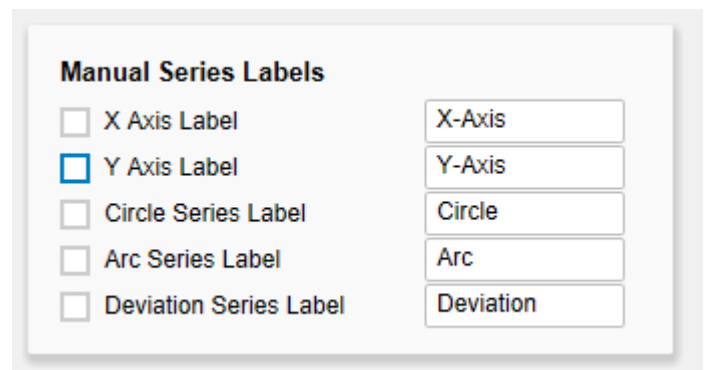 Manual Series Labels
X Axis Label X-Axis
Y Axis Label Y-Axis
Circle Series Label Circle
Arc Series Label Arc
Deviation Series Label Deviation